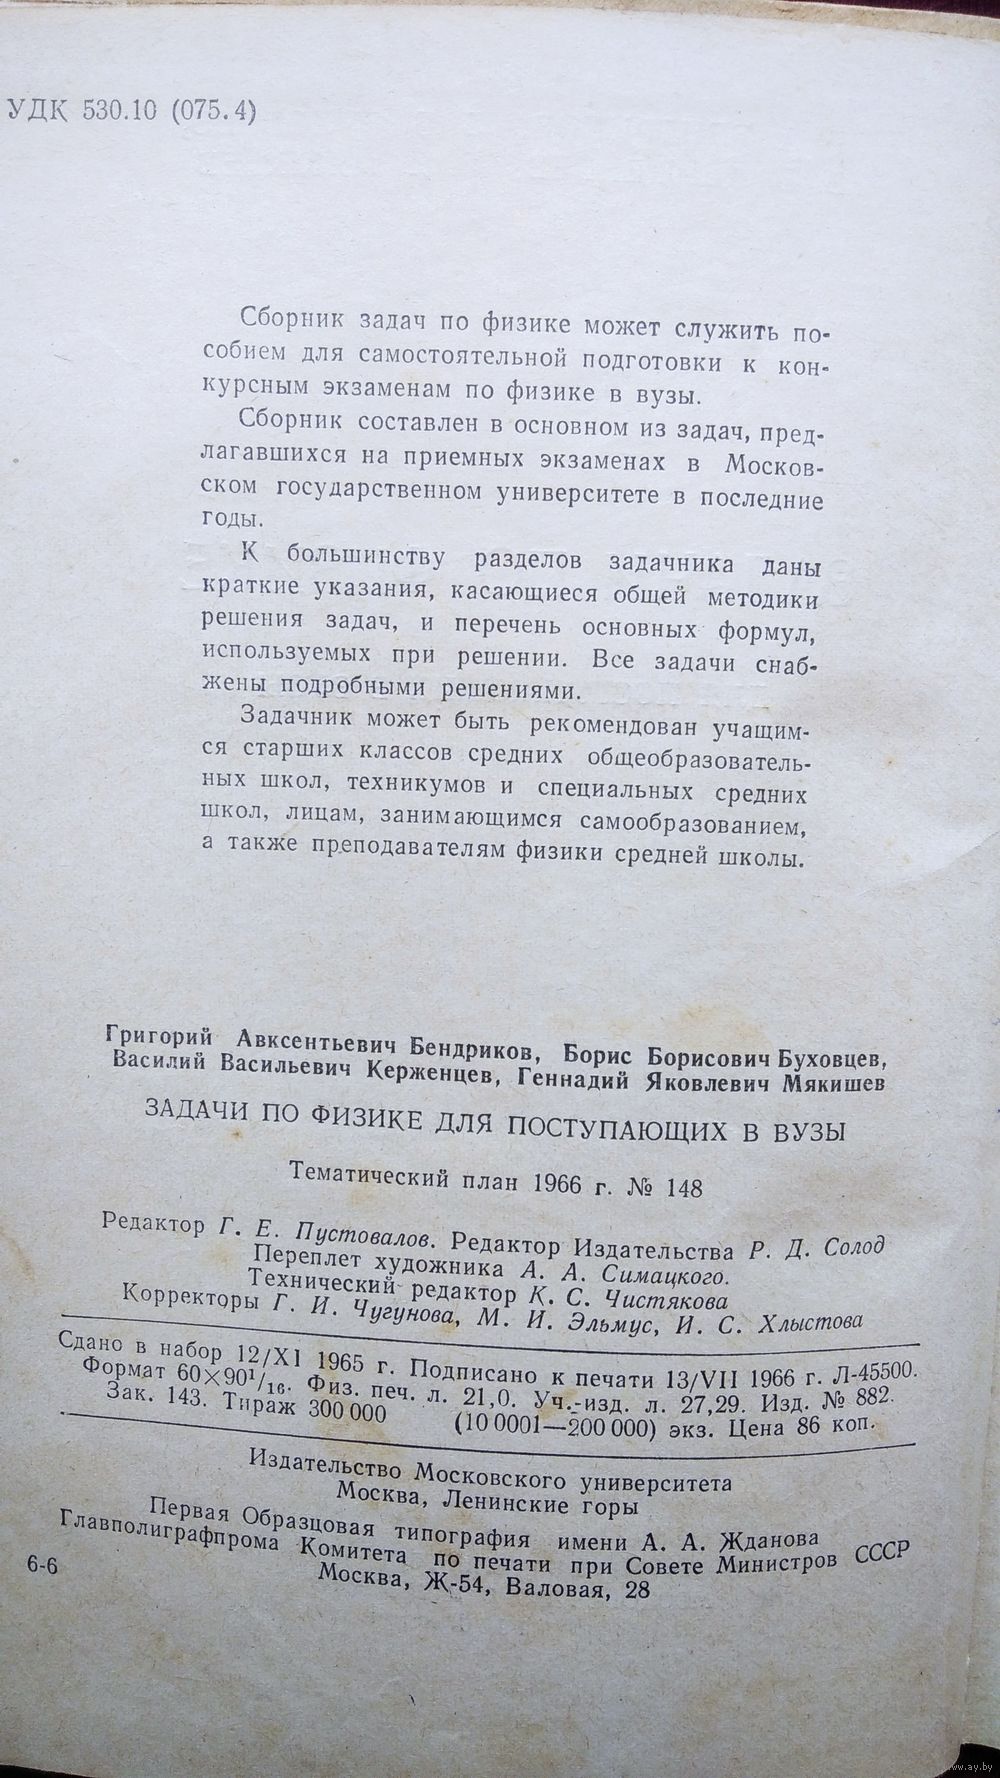 УДК 530.10 (075.4)
Сборник задач по физике может служить по-
собием для самостоятельной подготовки к кон-
курсным экзаменам по физике в вузы.
Сборник составлен в основном из задач, пред-
лагавшихся на приемных экзаменах в Москов-
ском государственном университете в последние
годы.
К большинству разделов задачника даны
краткие указания, касающиеся общей методики
решения задач, и перечень основных формул,
используемых при решении. Все задачи снаб-
жены подробными решениями.
Задачник может быть рекомендован учащим-
ся старших классов средних общеобразователь-
ных школ, техникумов и специальных средних
школ, лицам, занимающимся самообразованием,
а также преподавателям физики средней школы.
Григорий Авксентьевич Бендриков, Борис Борисович Буховцев,
Василий Васильевич Керженцев, Геннадий Яковлевич Мякишев
ЗАДАЧИ ПО ФИЗИКЕ ДЛЯ ПОСТУПАЮЩИХ В ВУЗЫ
Тематический план 1966 г. № 148
Редактор Г. Е. Пустовалов. Редактор Издательства Р. Д. Солод
Переплет художника А. А. Симацкого.
Технический редактор К. С. Чистякова
Корректоры Г. И. Чугунова, М. И. Эльмус, И. С. Хлыстова
Сдано в набор 12/XI 1965 г. Подписано к печати 13/VII 1966 г. Л-45500.
Формат 60×90¹/₁₆. Физ. печ. л. 21,0. Уч.-изд. л. 27,29. Изд. № 882.
Зак. 143. Тираж 300 000 (10 0001—200 000) экз. Цена 86 коп.
Издательство Московского университета
Москва, Ленинские горы
Первая Образцовая типография имени А. А. Жданова
Главполиграфпрома Комитета по печати при Совете Министров СССР
Москва, Ж-54, Валовая, 28
6-6
www.ay.by